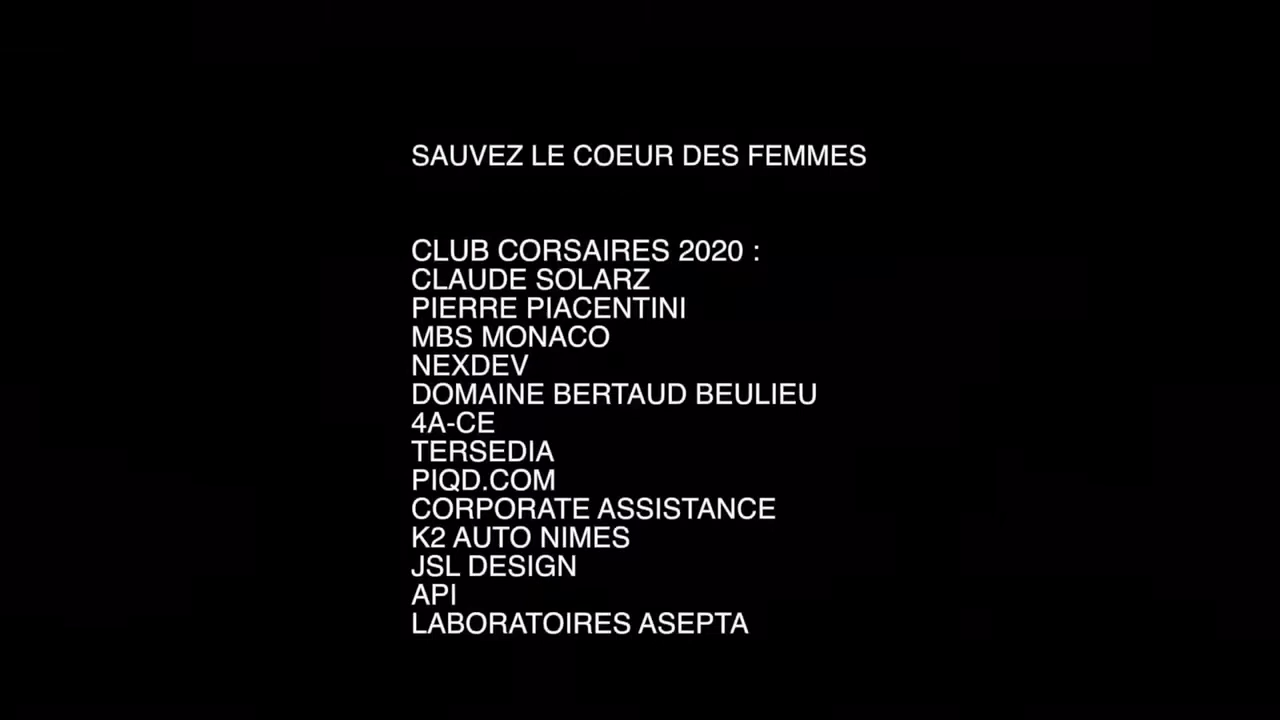 SAUVEZ LE COEUR DES FEMMES
CLUB CORSAIRES 2020 :
CLAUDE SOLARZ
PIERRE PIACENTINI
MBS MONACO
NEXDEV
DOMAINE BERTAUD BEULIEU
4A-CE
TERSEDIA
PIQD.COM
CORPORATE ASSISTANCE
K2 AUTO NIMES
JSL DESIGN
API
LABORATOIRES ASEPTA